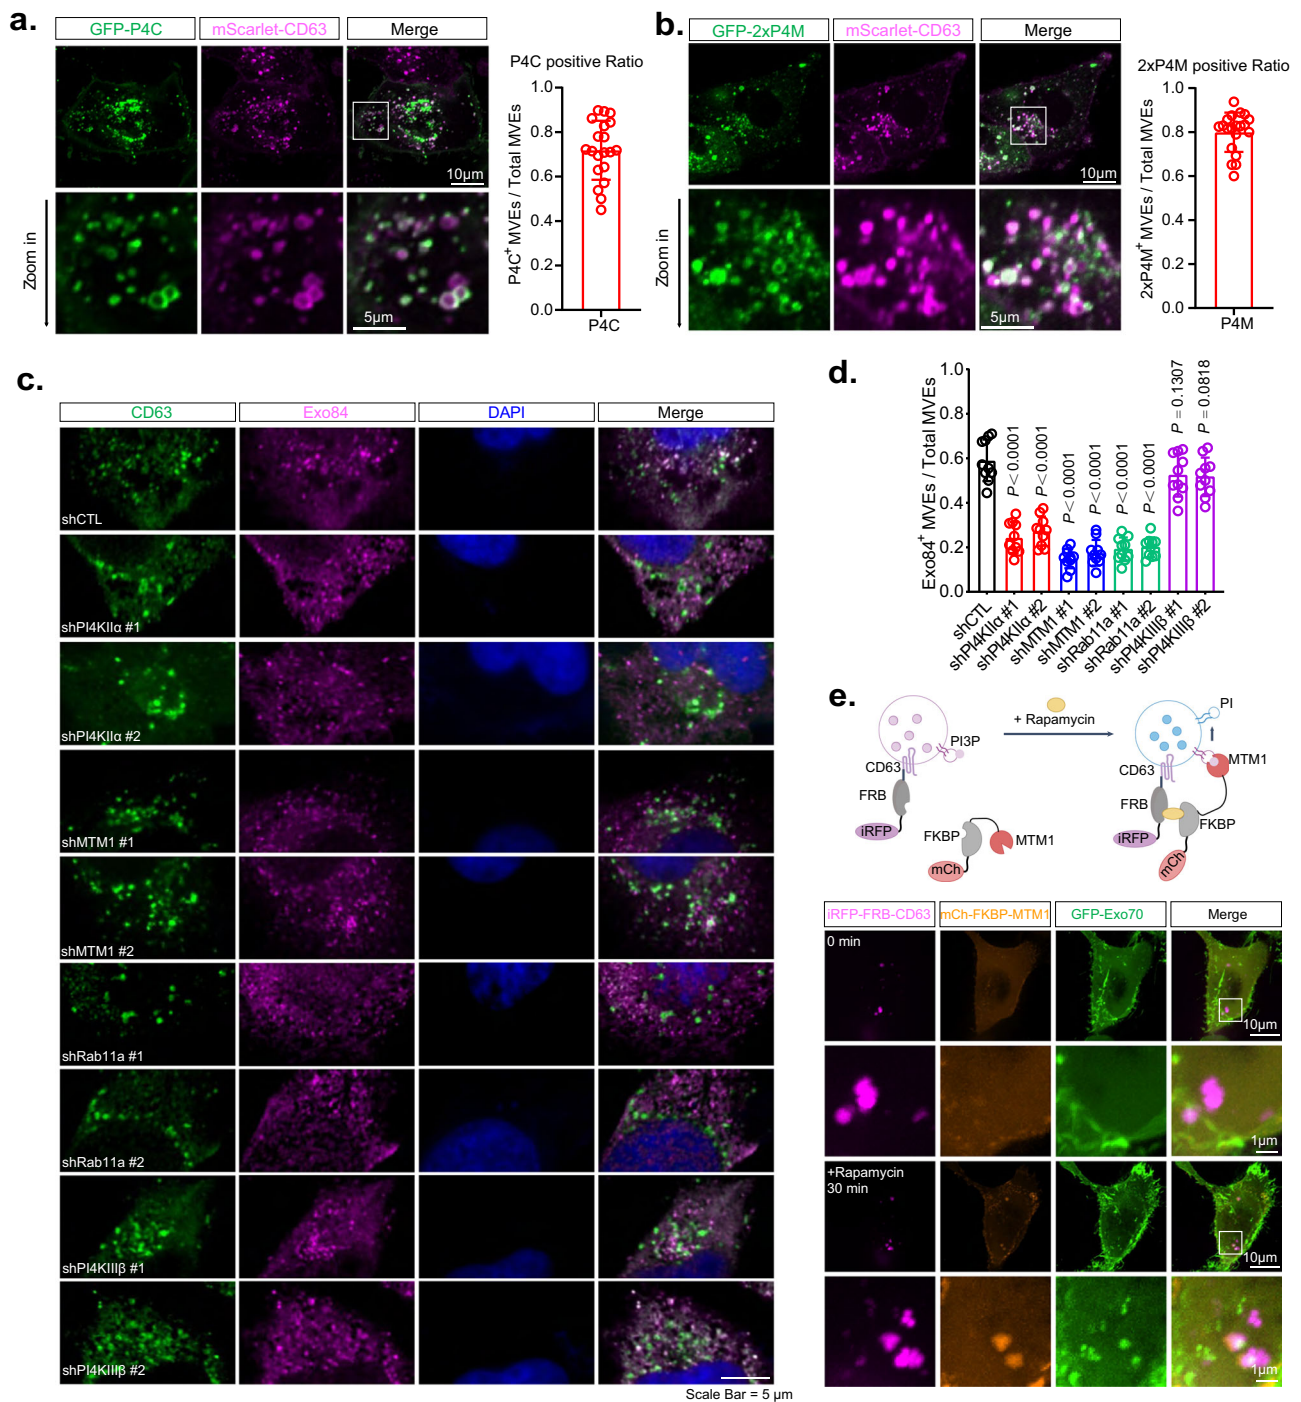 a.
GFP-P4C mScarlet-CD63 Merge
10μm
Zoom in
5μm
P4C positive Ratio
P4C+ MVEs / Total MVEs
1.0
0.8
0.6
0.4
0.2
0.0
P4C
b.
GFP-2xP4M mScarlet-CD63 Merge
10μm
Zoom in
5μm
2xP4M positive Ratio
2xP4M+ MVEs / Total MVEs
1.0
0.8
0.6
0.4
0.2
0.0
P4M
c.
CD63 Exo84 DAPI Merge
shCTL
shPI4KIIα #1
shPI4KIIα #2
shMTM1 #1
shMTM1 #2
shRab11a #1
shRab11a #2
shPI4KIIIβ #1
shPI4KIIIβ #2
Scale Bar = 5 μm
d.
Exo84+ MVEs / Total MVEs
1.0
0.8
0.6
0.4
0.2
0.0
P < 0.0001
P < 0.0001
P < 0.0001
P < 0.0001
P < 0.0001
P < 0.0001
P = 0.1307
P = 0.0818
shCTL
shPI4KIIα #1
shPI4KIIα #2
shMTM1 #1
shMTM1 #2
shRab11a #1
shRab11a #2
shPI4KIIIβ #1
shPI4KIIIβ #2
e.
+ Rapamycin
PI3P
CD63
FRB
iRFP
FKBP
MTM1
mCh
PI
MTM1
CD63
FRB
FKBP
iRFP
mCh
iRFP-FRB-CD63 mCh-FKBP-MTM1 GFP-Exo70 Merge
0 min
10μm
1μm
+Rapamycin
30 min
10μm
1μm